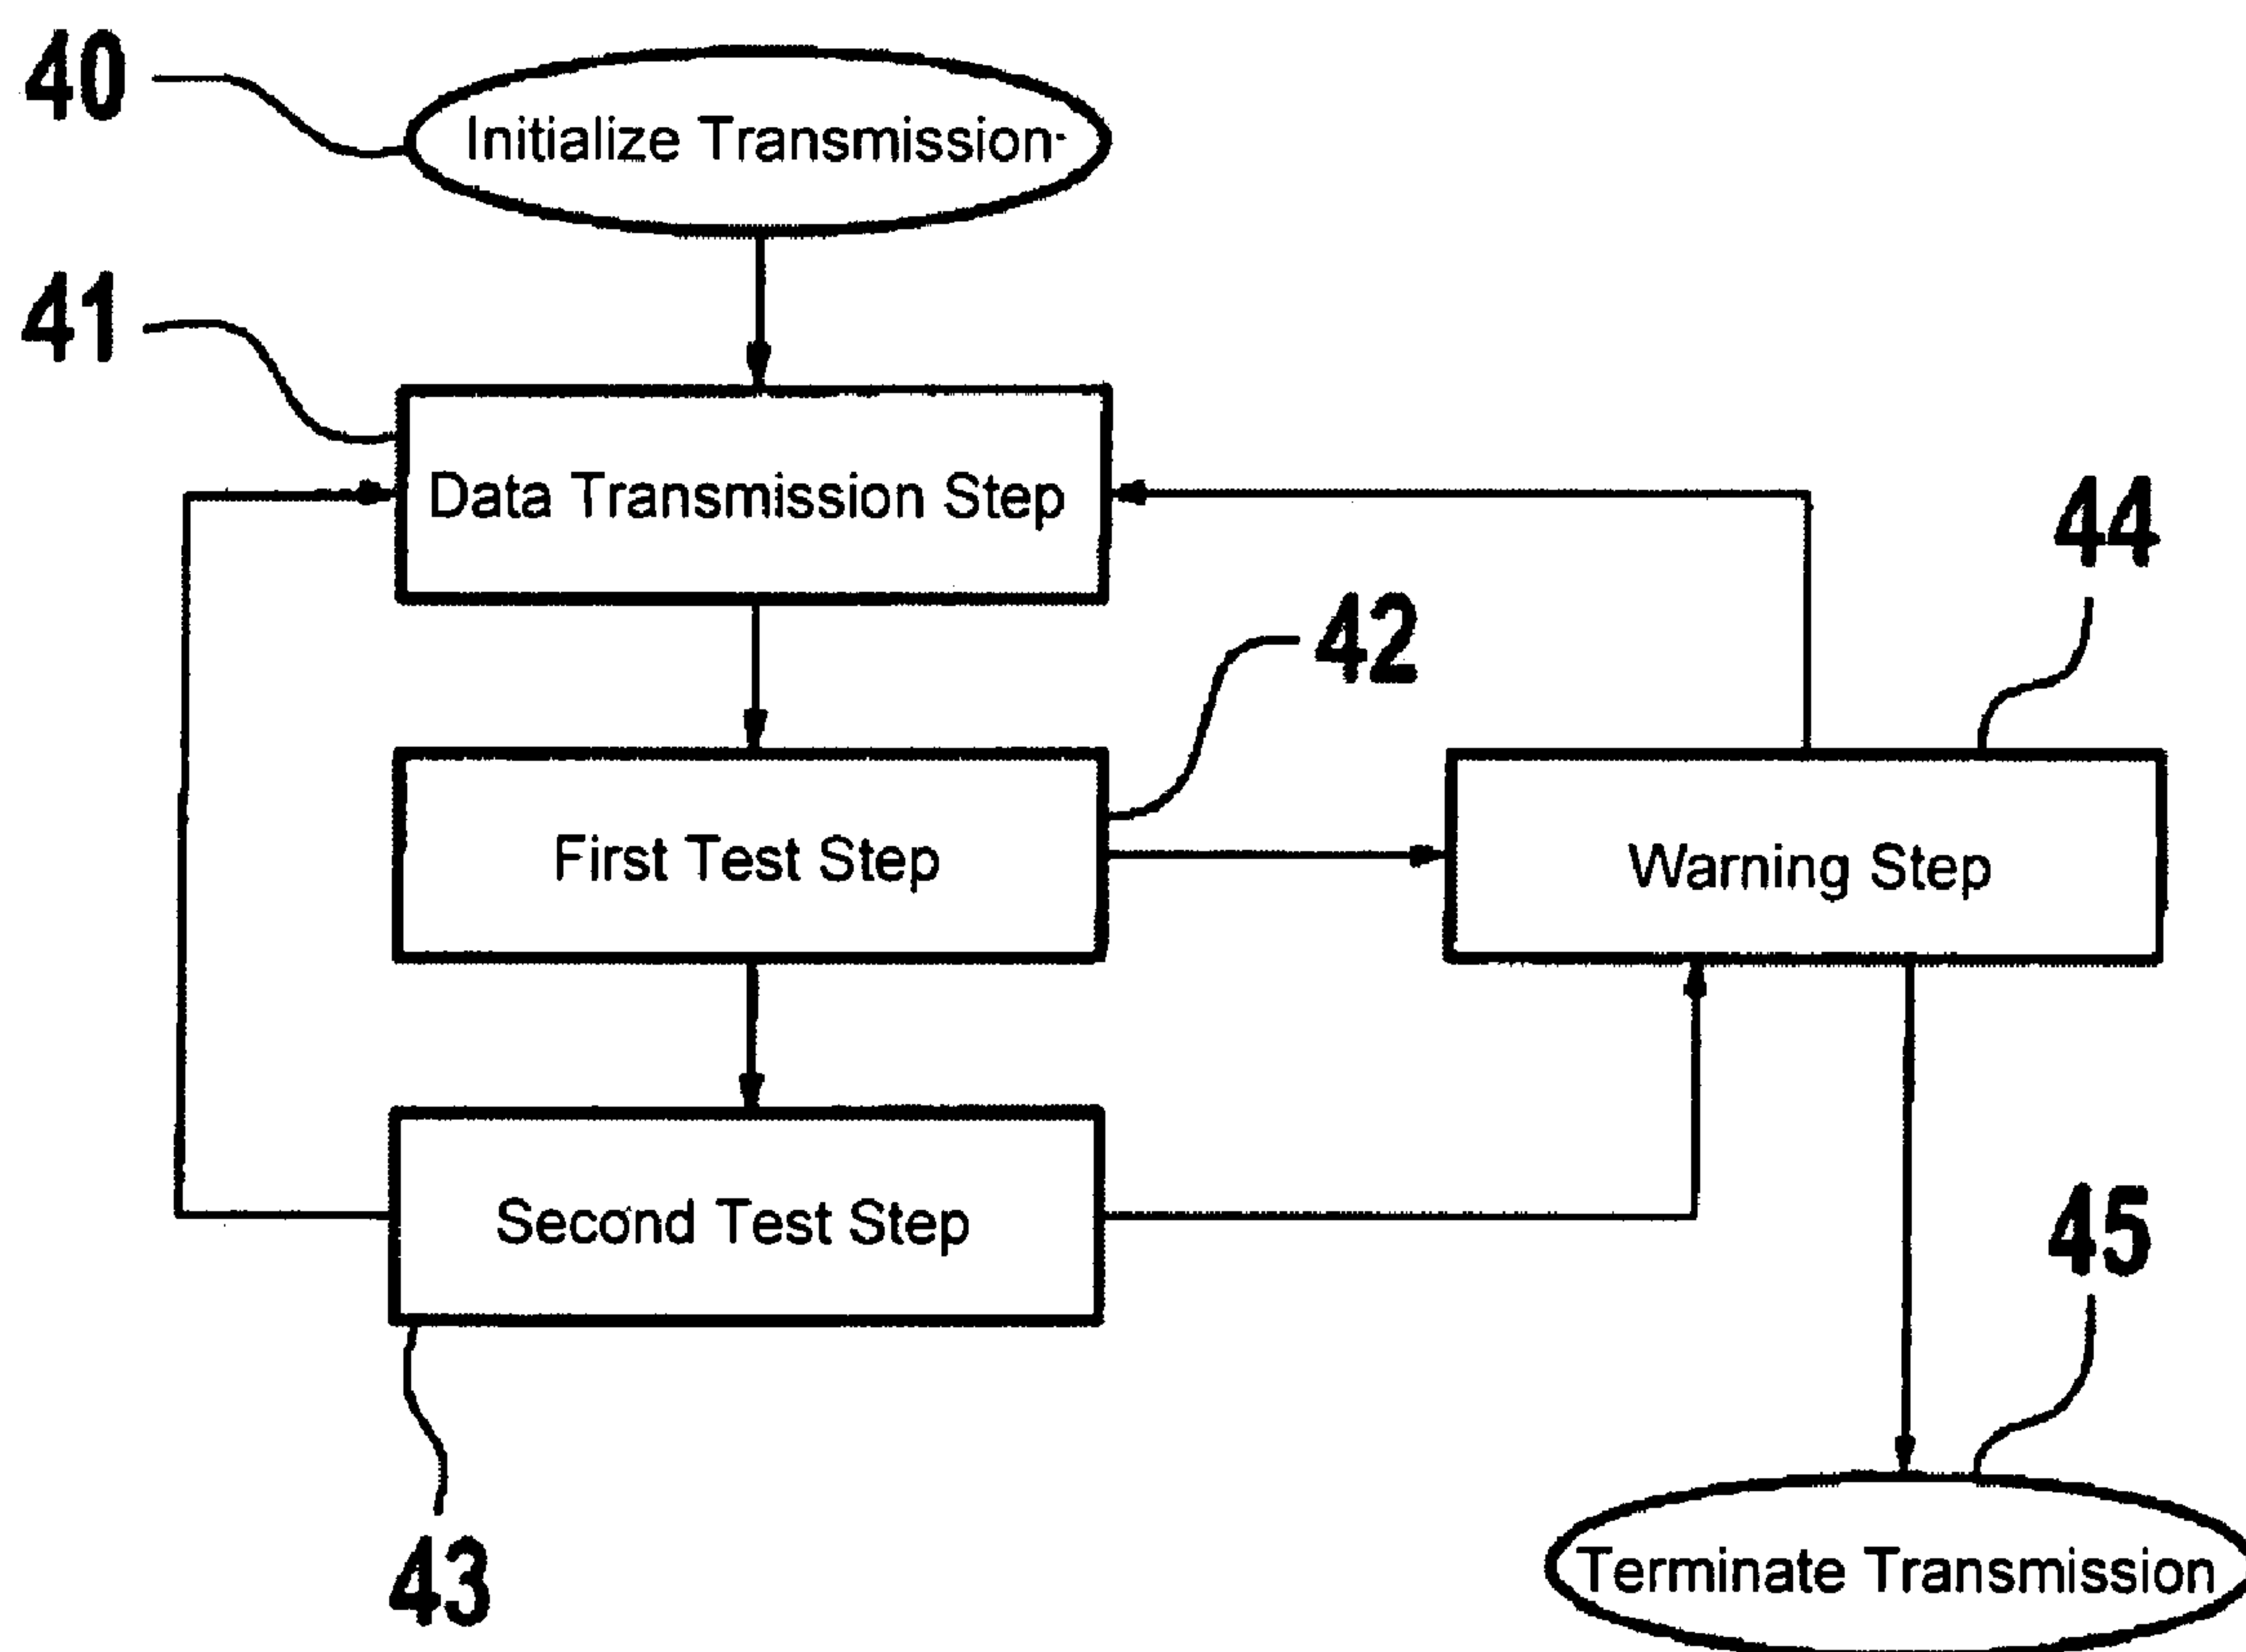 40
Initialize Transmission
41
Data Transmission Step
44
42
First Test Step
Warning Step
Second Test Step
45
43
Terminate Transmission